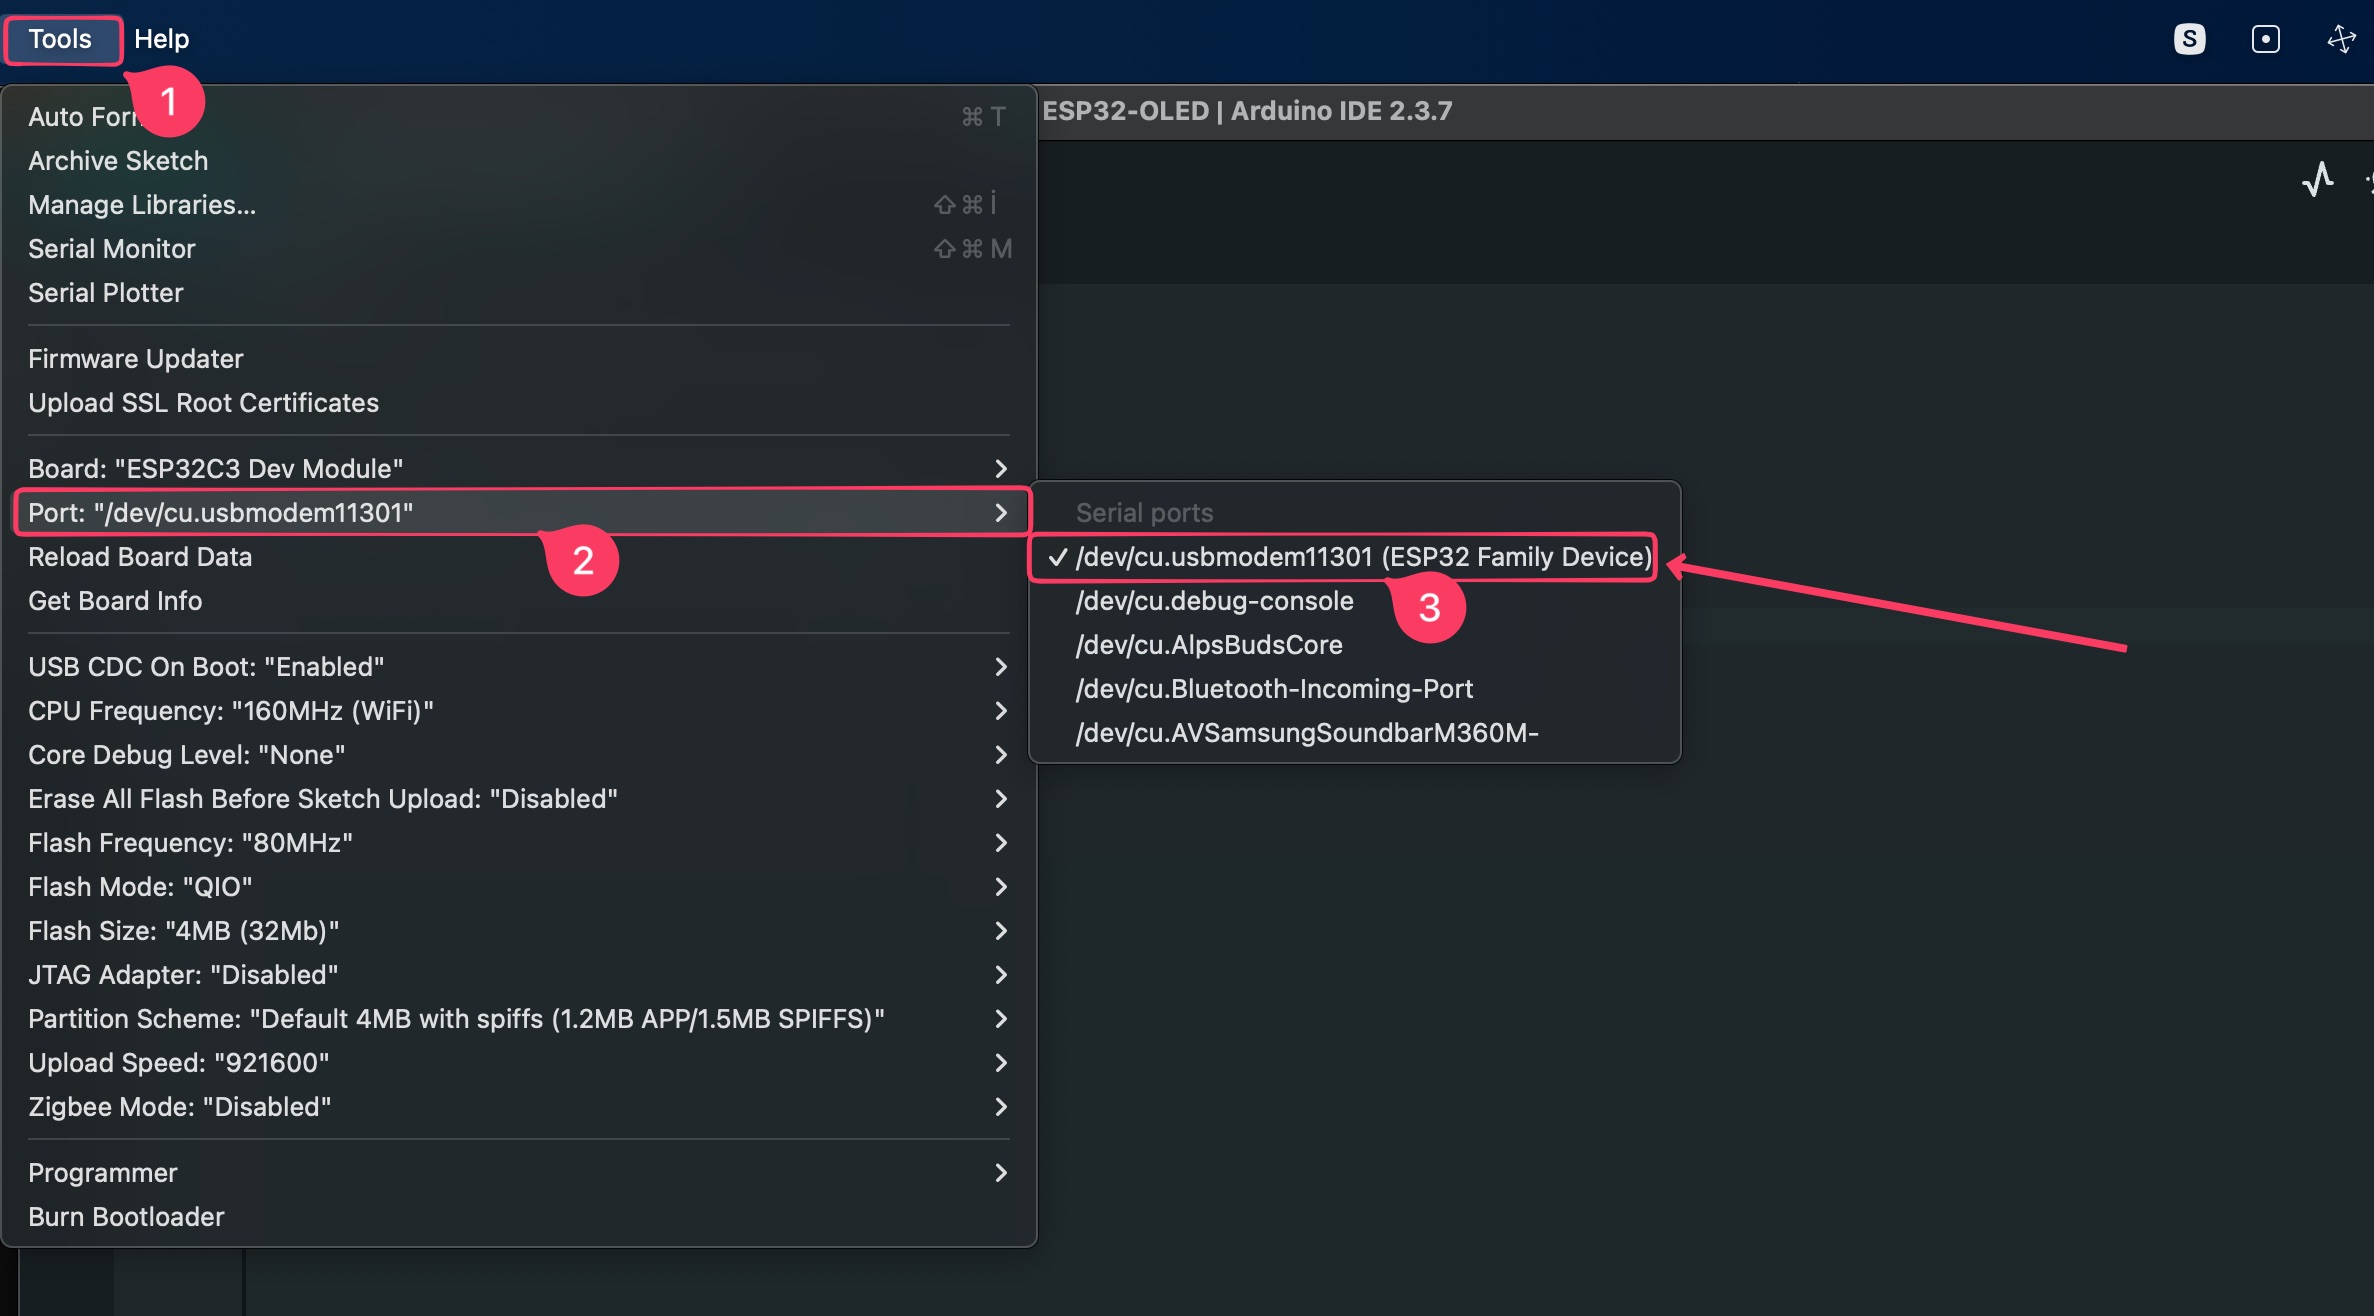 Tools Help
S
1
Auto Forr ⌘ T
ESP32-OLED | Arduino IDE 2.3.7
Archive Sketch
Manage Libraries... ⇧ ⌘ İ
Serial Monitor ⇧ ⌘ M
Serial Plotter
Firmware Updater
Upload SSL Root Certificates
Board: "ESP32C3 Dev Module"
Port: "/dev/cu.usbmodem11301"
2
Reload Board Data
Get Board Info
USB CDC On Boot: "Enabled"
CPU Frequency: "160MHz (WiFi)"
Core Debug Level: "None"
Erase All Flash Before Sketch Upload: "Disabled"
Flash Frequency: "80MHz"
Flash Mode: "QIO"
Flash Size: "4MB (32Mb)"
JTAG Adapter: "Disabled"
Partition Scheme: "Default 4MB with spiffs (1.2MB APP/1.5MB SPIFFS)"
Upload Speed: "921600"
Zigbee Mode: "Disabled"
Programmer
Burn Bootloader
Serial ports
✓ /dev/cu.usbmodem11301 (ESP32 Family Device)
3
/dev/cu.debug-console
/dev/cu.AlpsBudsCore
/dev/cu.Bluetooth-Incoming-Port
/dev/cu.AVSamsungSoundbarM360M-